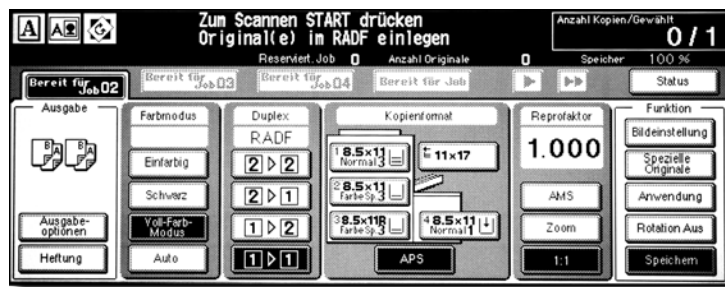 A A
Zum Scannen START drücken
Original(e) im RADF einlegen
Anzahl Kopien/Gewählt
0 / 1
Reserviert. Job 0 Anzahl Originale 0 Speicher 100 %
Bereit für Job 02
Bereit für Job 03
Bereit für Job 04
Bereit für Job
Status
Ausgabe
B A B A
Ausgabe-
optionen
Heftung
Farbmodus
Einfarbig
Schwarz
Voll-Farb-
Modus
Auto
Duplex
RADF
2 ▷ 2
2 ▷ 1
1 ▷ 2
1 ▷ 1
Kopienformat
1 8.5×11
Normal 3
11×17
2 8.5×11
Farbe Sp. 3
3 8.5×11R
Farbe Sp. 3
4 8.5×11
Normal 1
APS
Reprofaktor
1.000
AMS
Zoom
1:1
Funktion
Bildeinstellung
Spezielle
Originale
Anwendung
Rotation Aus
Speichern